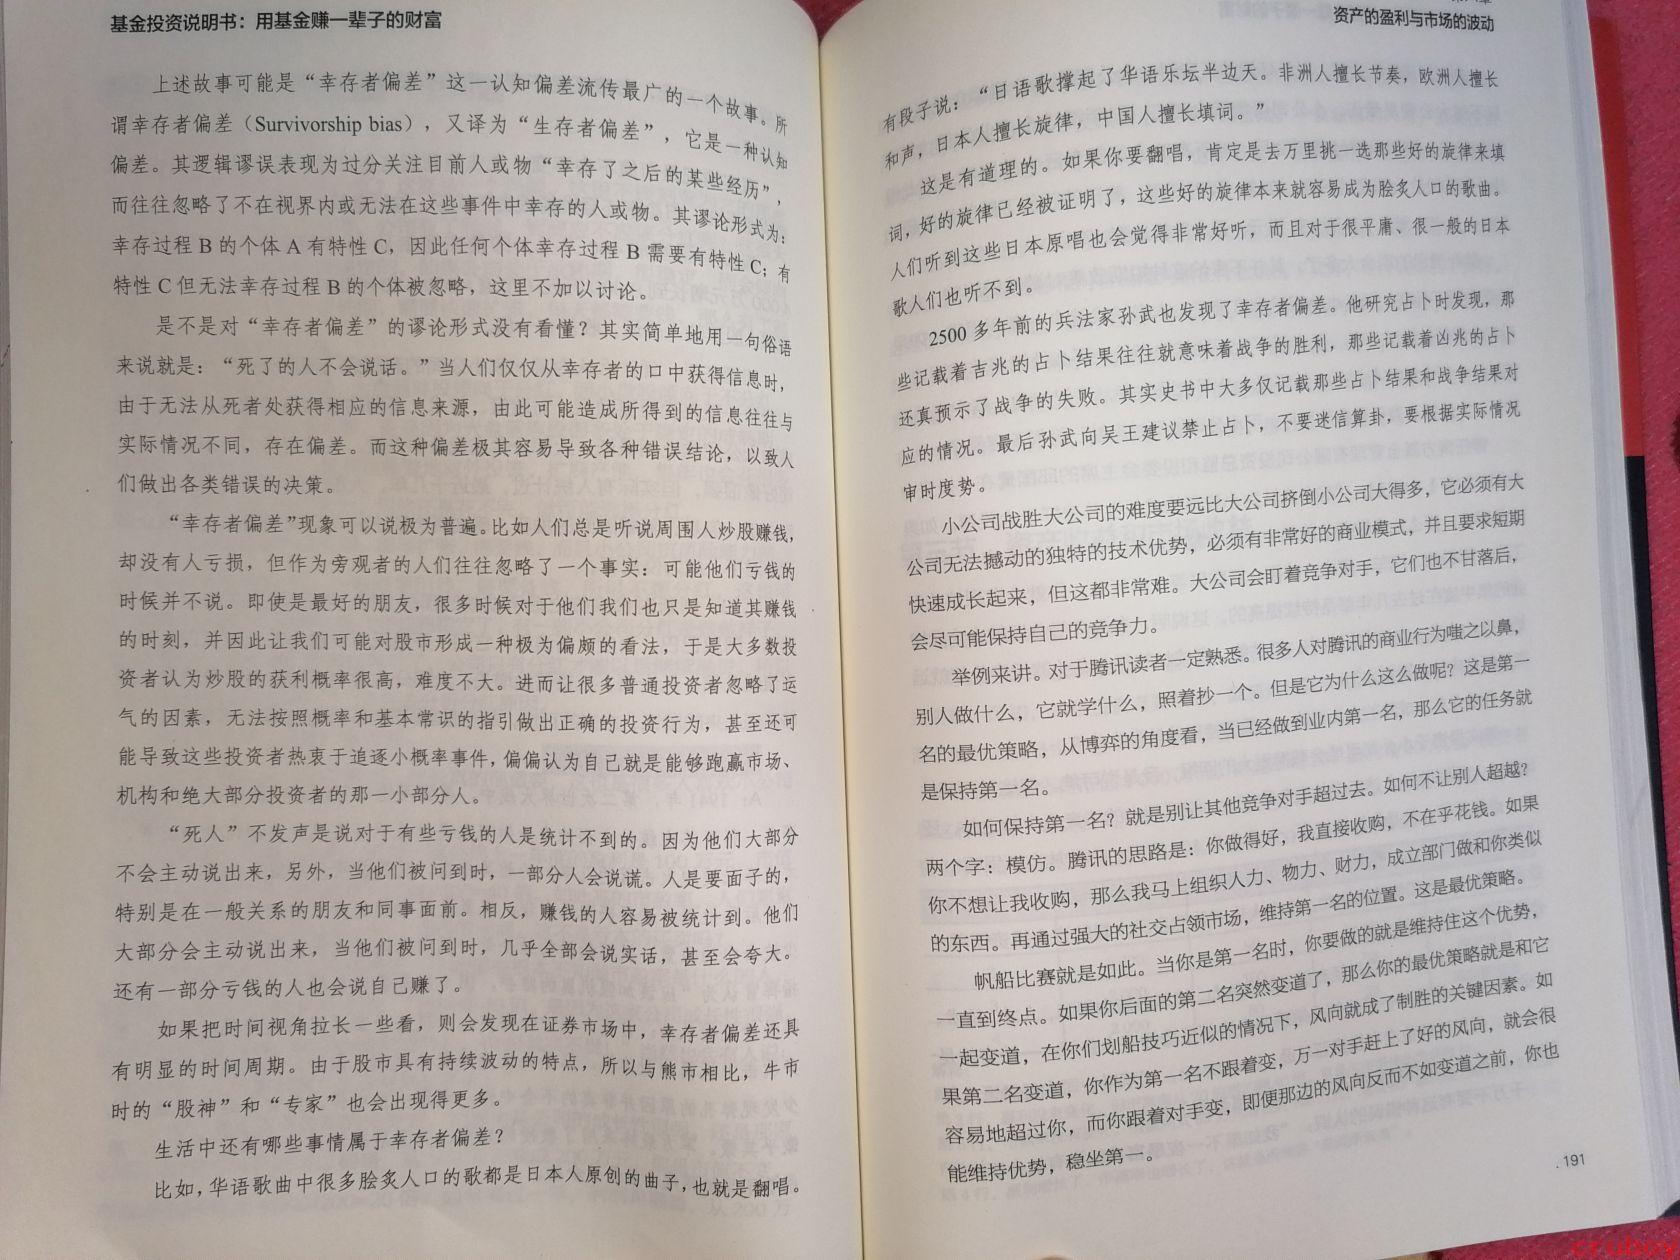 基金投资说明书：用基金赚一辈子的财富
上述故事可能是“幸存者偏差”这一认知偏差流传最广的一个故事。所
谓幸存者偏差（Survivorship bias），又译为“生存者偏差”，它是一种认知
偏差。其逻辑谬误表现为过分关注目前人或物“幸存了之后的某些经历”，
而往往忽略了不在视界内或无法在这些事件中幸存的人或物。其谬论形式为：
幸存过程 B 的个体 A 有特性 C，因此任何个体幸存过程 B 需要有特性 C；有
特性 C 但无法幸存过程 B 的个体被忽略，这里不加以讨论。
是不是对“幸存者偏差”的谬论形式没有看懂？其实简单地用一句俗语
来说就是：“死了的人不会说话。”当人们仅仅从幸存者的口中获得信息时，
由于无法从死者处获得相应的信息来源，由此可能造成所得到的信息往往与
实际情况不同，存在偏差。而这种偏差极其容易导致各种错误结论，以致人
们做出各类错误的决策。
“幸存者偏差”现象可以说极为普遍。比如人们总是听说周围人炒股赚钱，
却没有人亏损，但作为旁观者的人们往往忽略了一个事实：可能他们亏钱的
时候并不说。即使是最好的朋友，很多时候对于他们我们也只是知道其赚钱
的时刻，并因此让我们可能对股市形成一种极为偏颇的看法，于是大多数投
资者认为炒股的获利概率很高，难度不大。进而让很多普通投资者忽略了运
气的因素，无法按照概率和基本常识的指引做出正确的投资行为，甚至还可
能导致这些投资者热衷于追逐小概率事件，偏偏认为自己就是能够跑赢市场、
机构和绝大部分投资者的那一小部分人。
“死人”不发声是说对于有些亏钱的人是统计不到的。因为他们大部分
不会主动说出来，另外，当他们被问到时，一部分人会说谎。人是要面子的，
特别是在一般关系的朋友和同事面前。相反，赚钱的人容易被统计到。他们
大部分会主动说出来，当他们被问到时，几乎全部会说实话，甚至会夸大。
还有一部分亏钱的人也会说自己赚了。
如果把时间视角拉长一些看，则会发现在证券市场中，幸存者偏差还具
有明显的时间周期。由于股市具有持续波动的特点，所以与熊市相比，牛市
时的“股神”和“专家”也会出现得更多。
生活中还有哪些事情属于幸存者偏差？
比如，华语歌曲中很多脍炙人口的歌都是日本人原创的曲子，也就是翻唱。
资产的盈利与市场的波动
有段子说：“日语歌撑起了华语乐坛半边天。非洲人擅长节奏，欧洲人擅长
和声，日本人擅长旋律，中国人擅长填词。”
这是有道理的。如果你要翻唱，肯定是去万里挑一选那些好的旋律来填
词，好的旋律已经被证明了，这些好的旋律本来就容易成为脍炙人口的歌曲。
人们听到这些日本原唱也会觉得非常好听，而且对于很平庸、很一般的日本
歌人们也听不到。
2500 多年前的兵法家孙武也发现了幸存者偏差。他研究占卜时发现，那
些记载着吉兆的占卜结果往往就意味着战争的胜利，那些记载着凶兆的占卜
还真预示了战争的失败。其实史书中大多仅记载那些占卜结果和战争结果对
应的情况。最后孙武向吴王建议禁止占卜，不要迷信算卦，要根据实际情况
审时度势。
小公司战胜大公司的难度要远比大公司挤倒小公司大得多，它必须有大
公司无法撼动的独特的技术优势，必须有非常好的商业模式，并且要求短期
快速成长起来，但这都非常难。大公司会盯着竞争对手，它们也不甘落后，
会尽可能保持自己的竞争力。
举例来讲。对于腾讯读者一定熟悉。很多人对腾讯的商业行为嗤之以鼻，
别人做什么，它就学什么，照着抄一个。但是它为什么这么做呢？这是第一
名的最优策略，从博弈的角度看，当已经做到业内第一名，那么它的任务就
是保持第一名。
如何保持第一名？就是别让其他竞争对手超过去。如何不让别人超越？
两个字：模仿。腾讯的思路是：你做得好，我直接收购，不在乎花钱。如果
你不想让我收购，那么我马上组织人力、物力、财力，成立部门做和你类似
的东西。再通过强大的社交占领市场，维持第一名的位置。这是最优策略。
帆船比赛就是如此。当你是第一名时，你要做的就是维持住这个优势，
一直到终点。如果你后面的第二名突然变道了，那么你的最优策略就是和它
一起变道，在你们划船技巧近似的情况下，风向就成了制胜的关键因素。如
果第二名变道，你作为第一名不跟着变，万一对手赶上了好的风向，就会很
容易地超过你，而你跟着对手变，即便那边的风向反而不如变道之前，你也
能维持优势，稳坐第一。
191